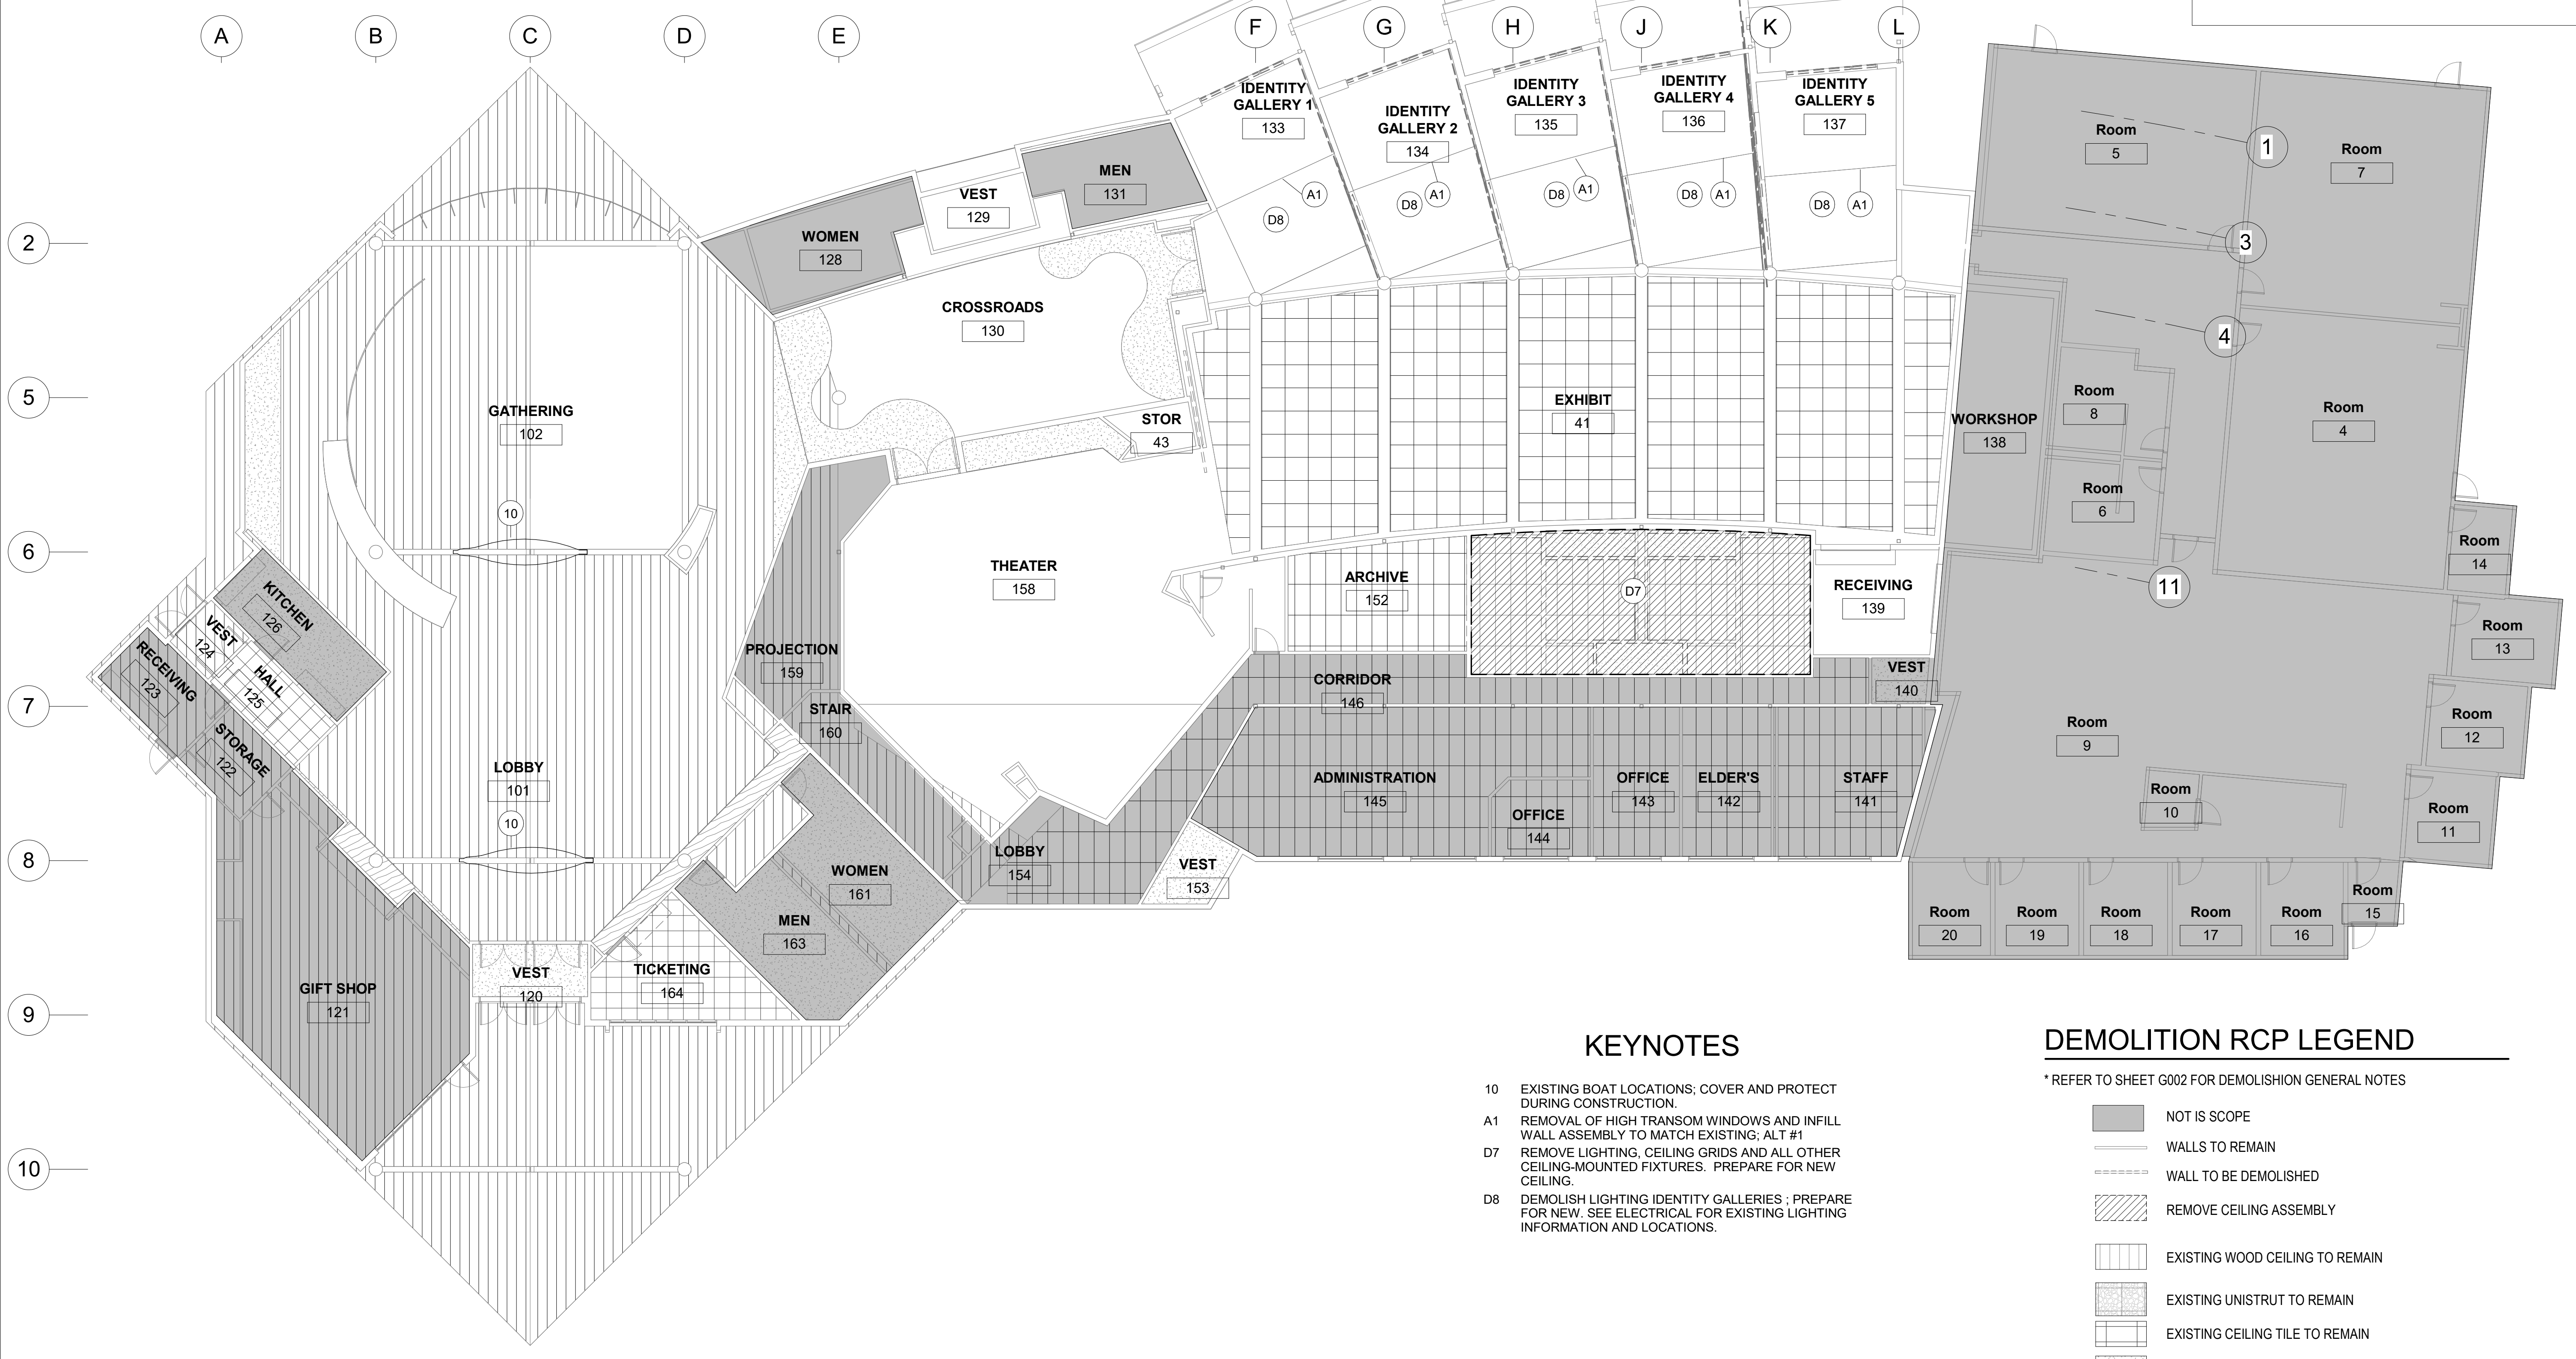 A
B
C
D
E
F
G
H
J
K
L
2
5
6
7
8
9
10
1
3
4
11
IDENTITY
GALLERY 1
133
IDENTITY
GALLERY 2
134
IDENTITY
GALLERY 3
135
IDENTITY
GALLERY 4
136
IDENTITY
GALLERY 5
137
D8
A1
D8
A1
D8
A1
D8
A1
D8
A1
MEN
131
VEST
129
WOMEN
128
CROSSROADS
130
GATHERING
102
10
STOR
43
EXHIBIT
41
WORKSHOP
138
Room
5
Room
7
Room
8
Room
4
Room
6
Room
14
Room
13
Room
12
Room
11
Room
9
Room
10
Room
15
Room
16
Room
17
Room
18
Room
19
Room
20
THEATER
158
ARCHIVE
152
D7
RECEIVING
139
KITCHEN
126
VEST
124
HALL
125
RECEIVING
123
STORAGE
122
PROJECTION
159
STAIR
160
CORRIDOR
146
VEST
140
LOBBY
101
10
ADMINISTRATION
145
OFFICE
144
OFFICE
143
ELDER'S
142
STAFF
141
LOBBY
154
VEST
153
WOMEN
161
MEN
163
TICKETING
164
VEST
120
GIFT SHOP
121
KEYNOTES
10 EXISTING BOAT LOCATIONS; COVER AND PROTECT
DURING CONSTRUCTION.
A1 REMOVAL OF HIGH TRANSOM WINDOWS AND INFILL
WALL ASSEMBLY TO MATCH EXISTING; ALT #1
D7 REMOVE LIGHTING, CEILING GRIDS AND ALL OTHER
CEILING-MOUNTED FIXTURES. PREPARE FOR NEW
CEILING.
D8 DEMOLISH LIGHTING IDENTITY GALLERIES ; PREPARE
FOR NEW. SEE ELECTRICAL FOR EXISTING LIGHTING
INFORMATION AND LOCATIONS.
DEMOLITION RCP LEGEND
* REFER TO SHEET G002 FOR DEMOLISHION GENERAL NOTES
NOT IS SCOPE
WALLS TO REMAIN
WALL TO BE DEMOLISHED
REMOVE CEILING ASSEMBLY
EXISTING WOOD CEILING TO REMAIN
EXISTING UNISTRUT TO REMAIN
EXISTING CEILING TILE TO REMAIN